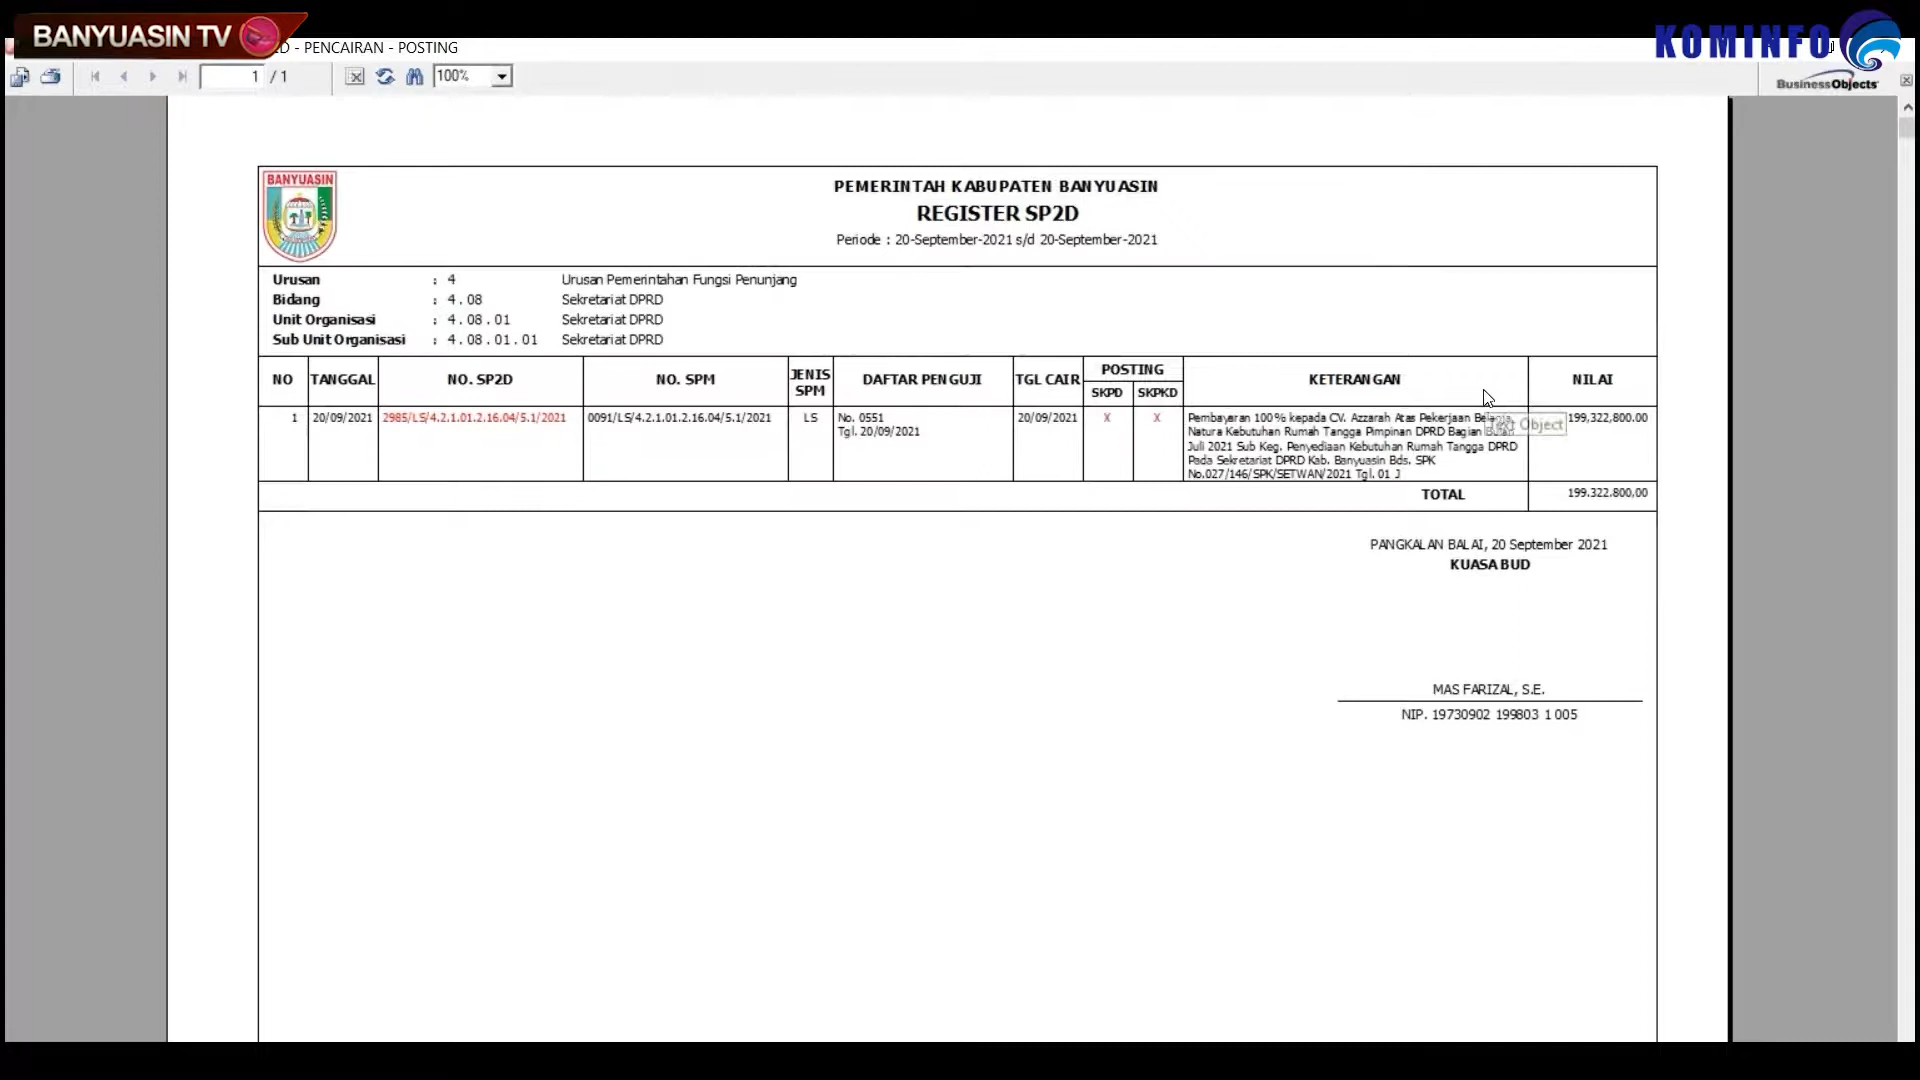 BANYUASIN TV
D - PENCAIRAN - POSTING
KOMINFO
1 / 1
100%
BusinessObjects
BANYUASIN
PEMERINTAH KABUPATEN BANYUASIN
REGISTER SP2D
Periode : 20-September-2021 s/d 20-September-2021
Urusan : 4 Urusan Pemerintahan Fungsi Penunjang
Bidang : 4 . 08 Sekretariat DPRD
Unit Organisasi : 4 . 08 . 01 Sekretariat DPRD
Sub Unit Organisasi : 4 . 08 . 01 . 01 Sekretariat DPRD
NO TANGGAL NO. SP2D NO. SPM JENIS SPM DAFTAR PENGUJI TGL CAIR POSTING SKPD SKPKD KETERANGAN NILAI
1 20/09/2021 2985/LS/4.2.1.01.2.16.04/5.1/2021 0091/LS/4.2.1.01.2.16.04/5.1/2021 LS No. 0551 20/09/2021 X X Pembayaran 100% kepada CV. Azzarah Atas Pekerjaan Belanja 199,322,800.00
Tgl. 20/09/2021 Natura Kebutuhan Rumah Tangga Pimpinan DPRD Bagian Bulan
Text Object
Juli 2021 Sub Keg. Penyediaan Kebutuhan Rumah Tangga DPRD
Pada Sekretariat DPRD Kab. Banyuasin Bds. SPK
No.027/146/SPK/SETWAN/2021 Tgl. 01 J
TOTAL 199.322.800,00
PANGKALAN BALAI, 20 September 2021
KUASA BUD
MAS FARIZAL, S.E.
NIP. 19730902 199803 1 005